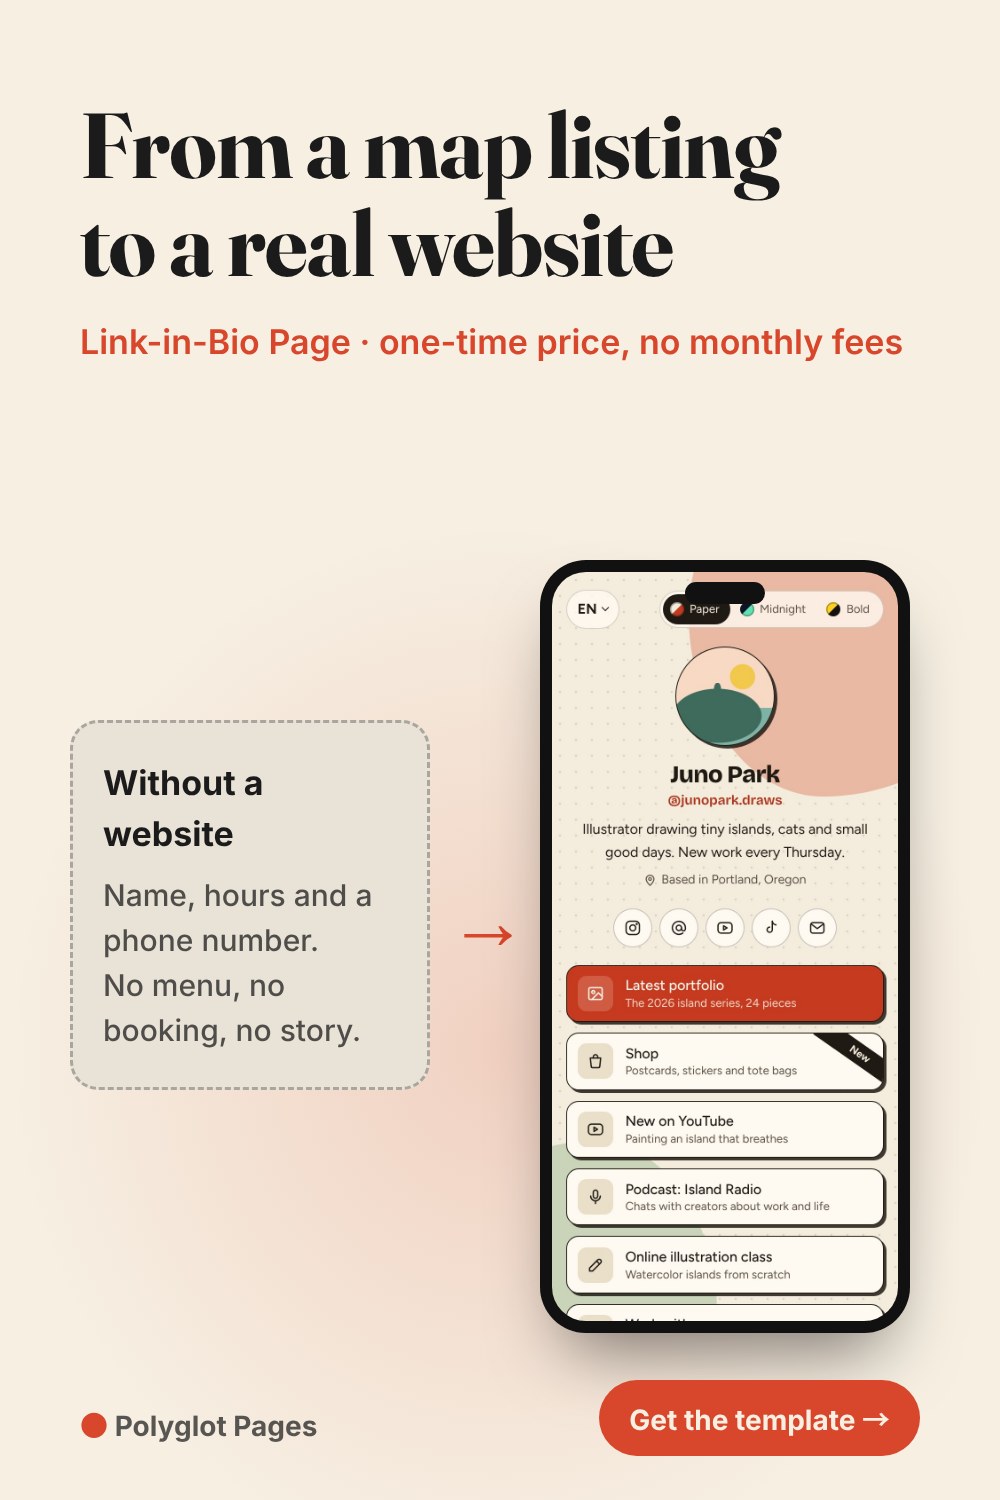 From a map listing
to a real website
Link-in-Bio Page · one-time price, no monthly fees
Without a
website
Name, hours and a
phone number.
No menu, no
booking, no story.
→
EN
Paper
Midnight
Bold
Juno Park
@junopark.draws
Illustrator drawing tiny islands, cats and small
good days. New work every Thursday.
Based in Portland, Oregon
Latest portfolio
The 2026 island series, 24 pieces
Shop
Postcards, stickers and tote bags
New
New on YouTube
Painting an island that breathes
Podcast: Island Radio
Chats with creators about work and life
Online illustration class
Watercolor islands from scratch
Polyglot Pages
Get the template →